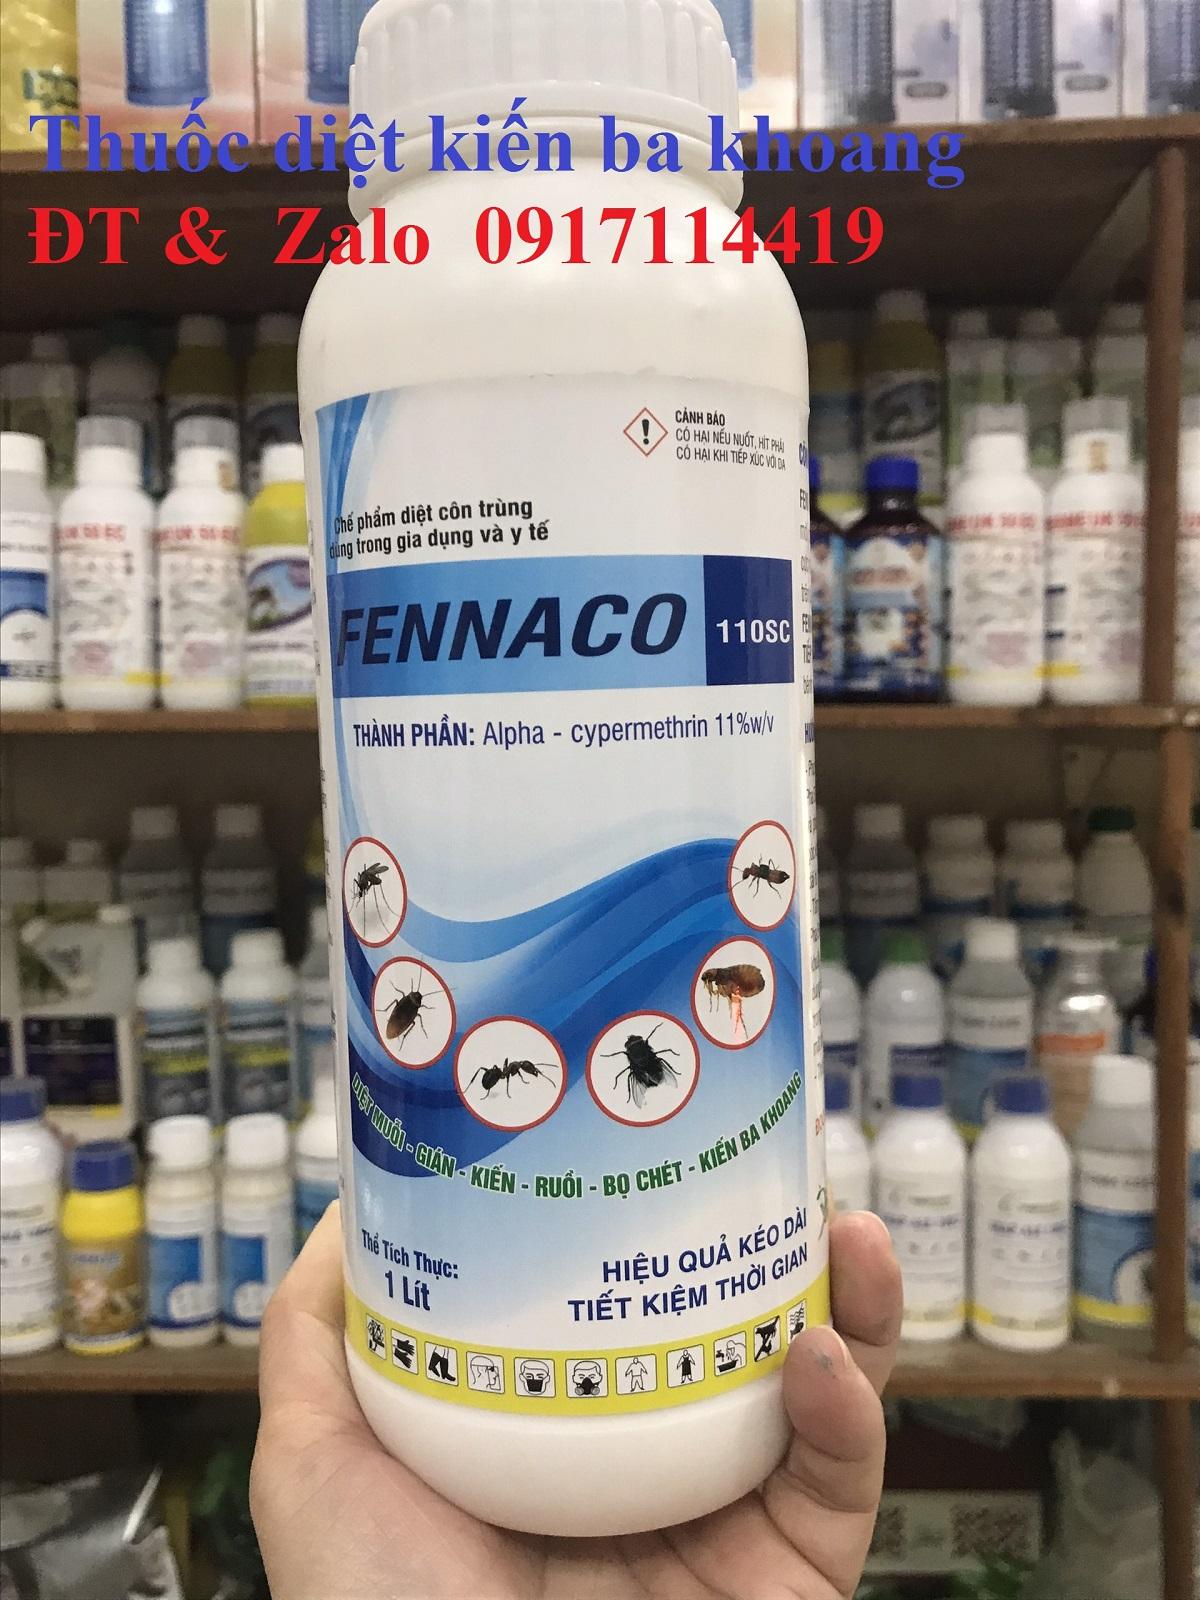 Thuốc diệt kiến ba khoang
ĐT & Zalo 0917114419
CẢNH BÁO
CÓ HẠI NẾU NUỐT, HÍT PHẢI
CÓ HẠI KHI TIẾP XÚC VỚI DA
Chế phẩm diệt côn trùng
dùng trong gia dụng và y tế
FENNACO 110SC
THÀNH PHẦN: Alpha - cypermethrin 11%w/v
DIỆT MUỖI - GIÁN - KIẾN - RUỒI - BỌ CHÉT - KIẾN BA KHOANG
Thể Tích Thực:
1 Lít
HIỆU QUẢ KÉO DÀI
TIẾT KIỆM THỜI GIAN